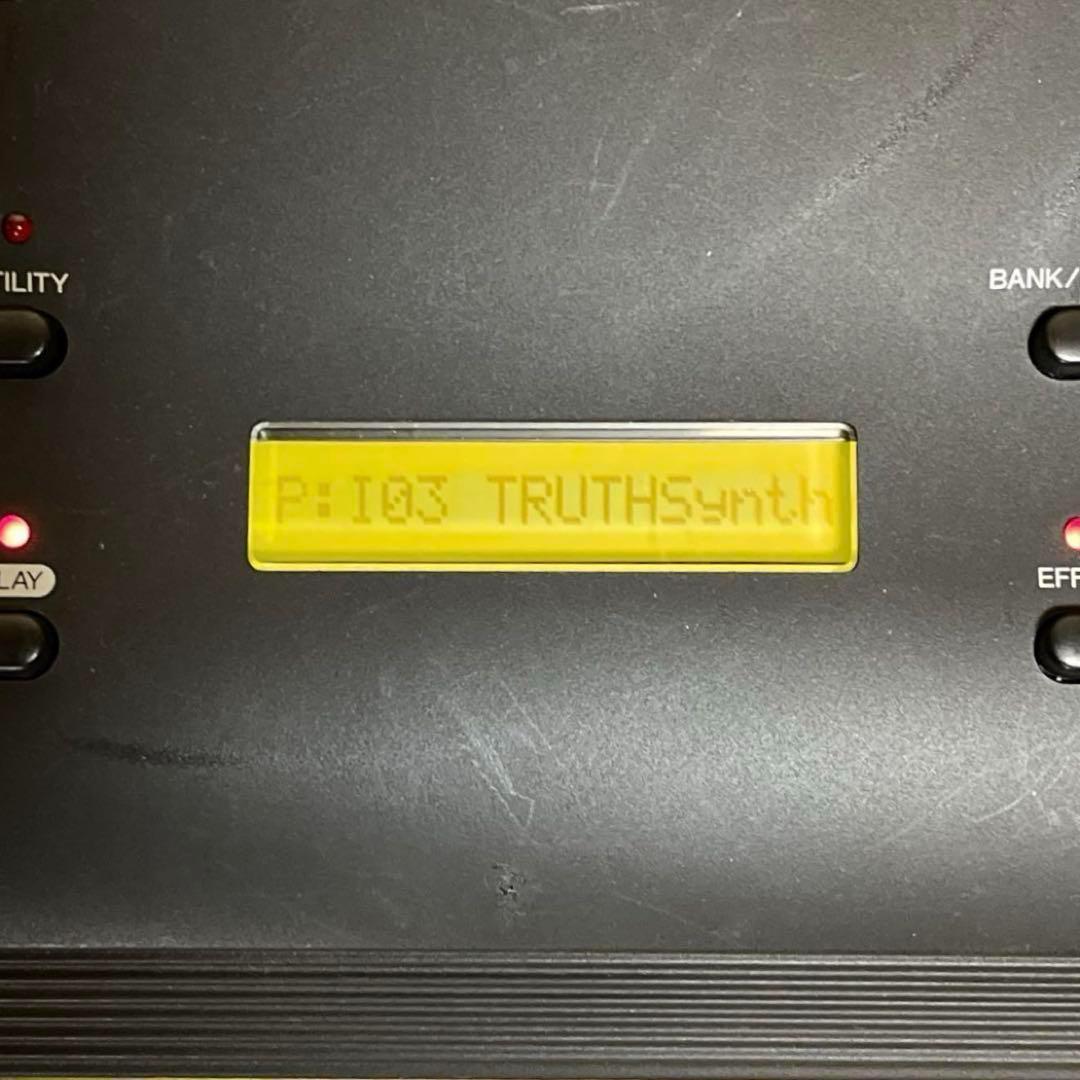 TILITY
BANK/
P:I03 TRUTHSynth
LAY
EFF